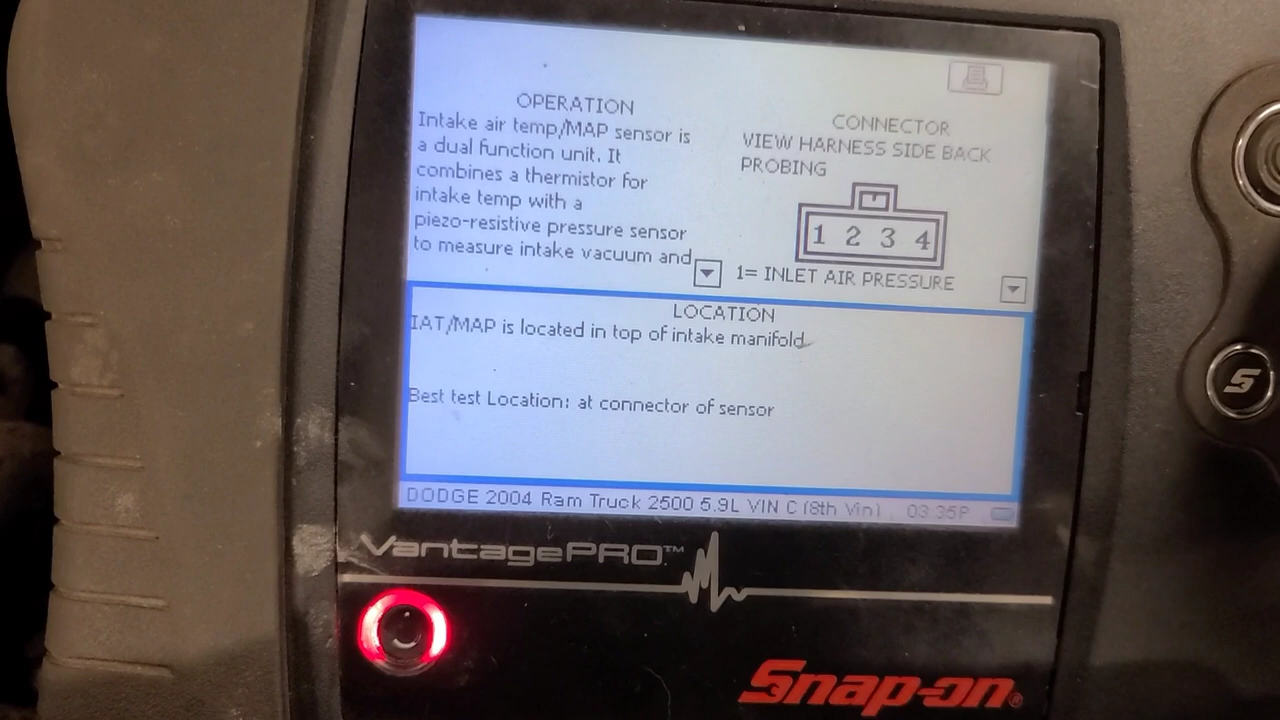 OPERATION
Intake air temp/MAP sensor is
a dual function unit. It
combines a thermistor for
intake temp with a
piezo-resistive pressure sensor
to measure intake vacuum and
CONNECTOR
VIEW HARNESS SIDE BACK
PROBING
1 2 3 4
1= INLET AIR PRESSURE
LOCATION
IAT/MAP is located in top of intake manifold
Best test Location: at connector of sensor
DODGE 2004 Ram Truck 2500 5.9L VIN C (8th Vin) 03:35P
VantagePRO™
Snap-on®
S